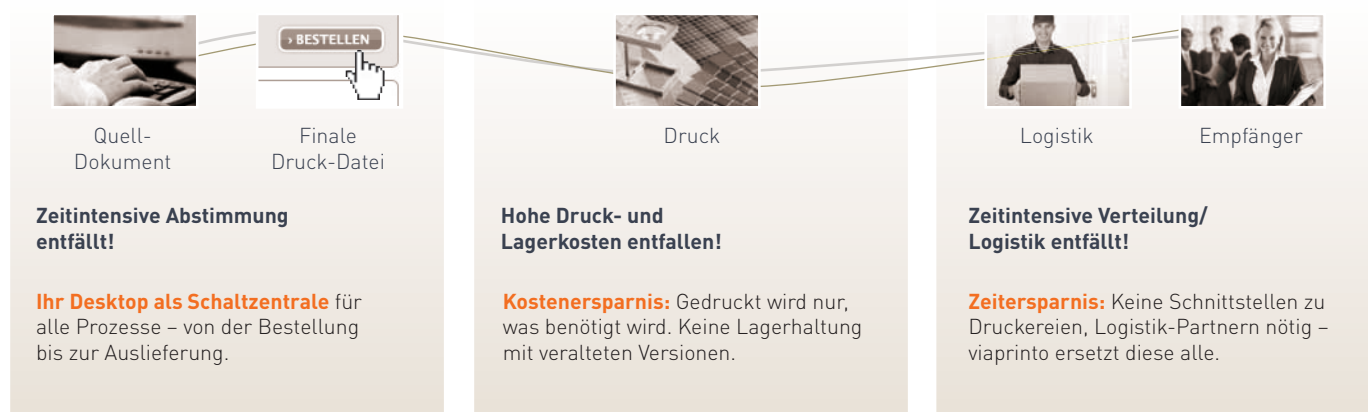 › BESTELLEN
Quell-
Dokument
Finale
Druck-Datei
Zeitintensive Abstimmung
entfällt!
Ihr Desktop als Schaltzentrale für
alle Prozesse – von der Bestellung
bis zur Auslieferung.
Druck
Hohe Druck- und
Lagerkosten entfallen!
Kostenersparnis: Gedruckt wird nur,
was benötigt wird. Keine Lagerhaltung
mit veralteten Versionen.
Logistik
Empfänger
Zeitintensive Verteilung/
Logistik entfällt!
Zeitersparnis: Keine Schnittstellen zu
Druckereien, Logistik-Partnern nötig –
viaprinto ersetzt diese alle.